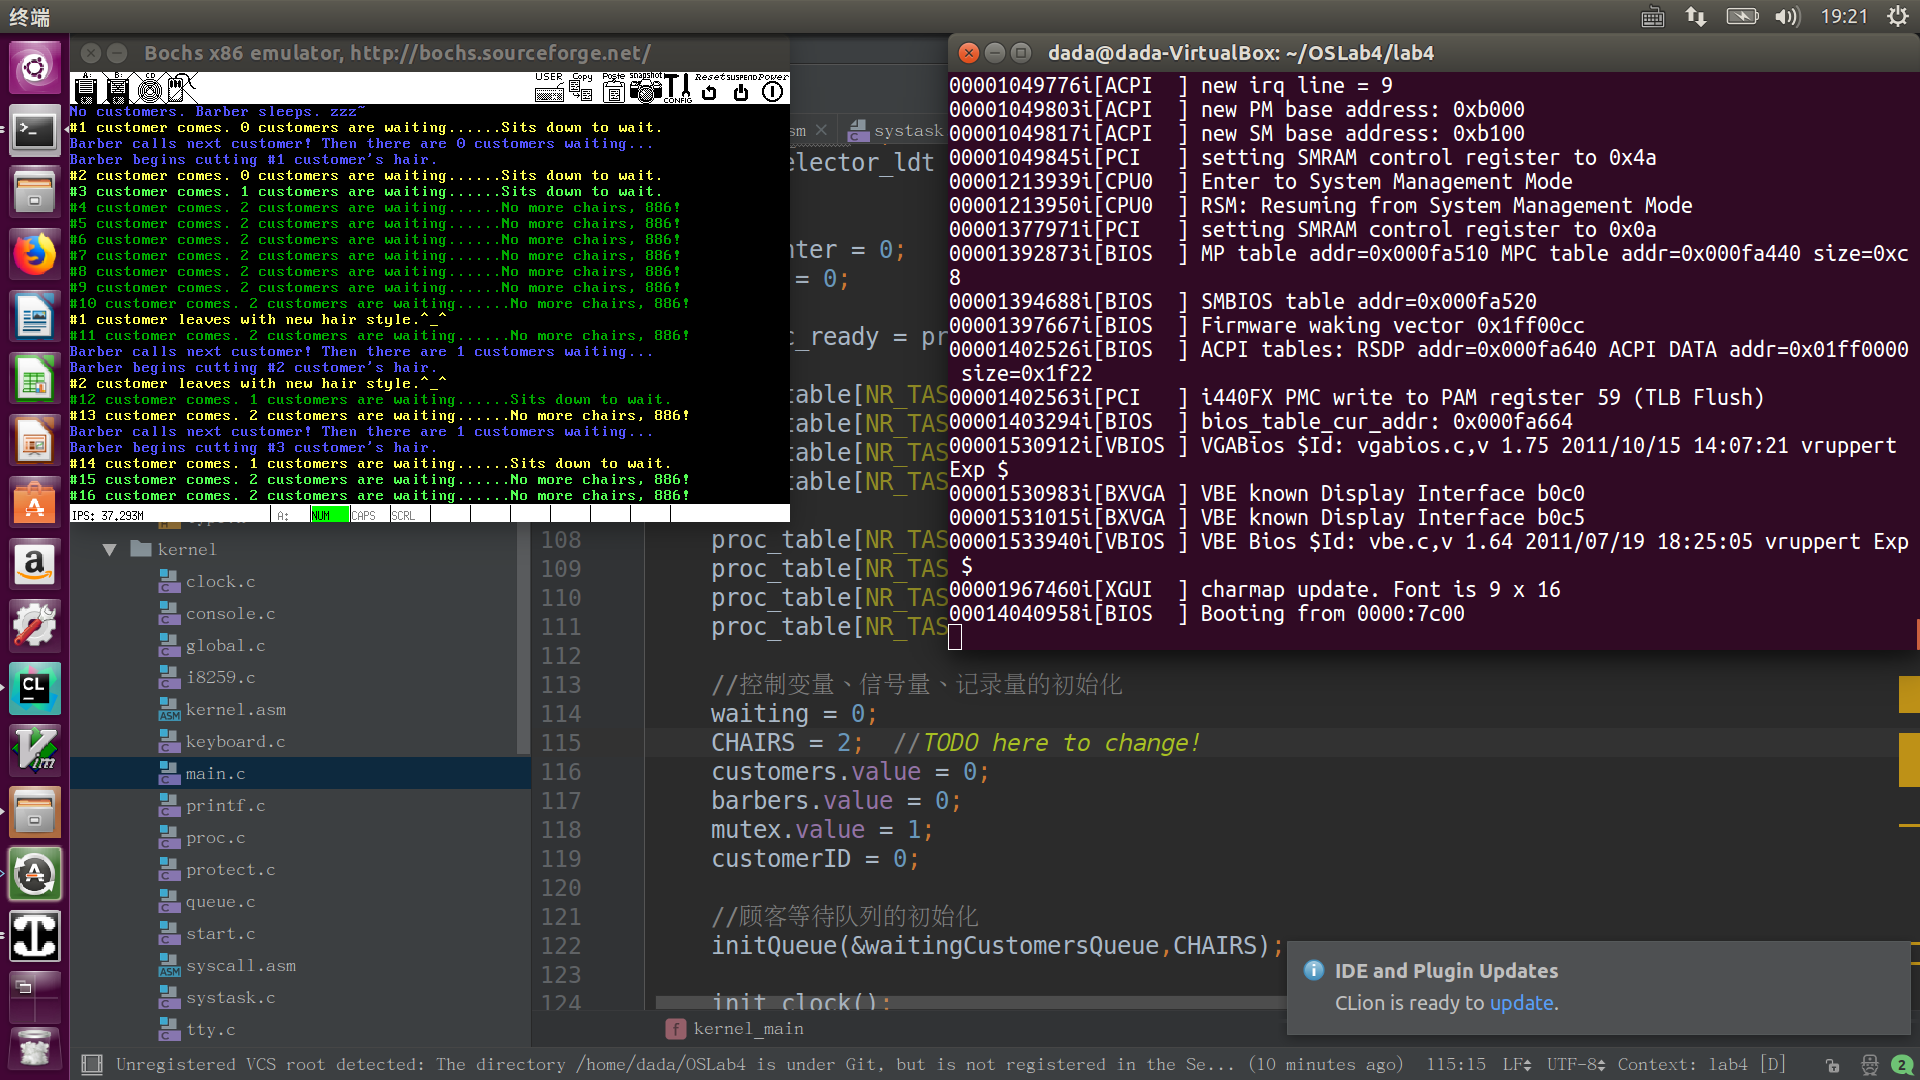 终端
19:21
Bochs x86 emulator, http://bochs.sourceforge.net/
A: B: CD
USER Copy Paste snapshot CONFIG Reset SUSPEND Power
No customers. Barber sleeps. zzz~
#1 customer comes. 0 customers are waiting......Sits down to wait.
Barber calls next customer! Then there are 0 customers waiting...
Barber begins cutting #1 customer's hair.
#2 customer comes. 0 customers are waiting......Sits down to wait.
#3 customer comes. 1 customers are waiting......Sits down to wait.
#4 customer comes. 2 customers are waiting......No more chairs, 886!
#5 customer comes. 2 customers are waiting......No more chairs, 886!
#6 customer comes. 2 customers are waiting......No more chairs, 886!
#7 customer comes. 2 customers are waiting......No more chairs, 886!
#8 customer comes. 2 customers are waiting......No more chairs, 886!
#9 customer comes. 2 customers are waiting......No more chairs, 886!
#10 customer comes. 2 customers are waiting......No more chairs, 886!
#1 customer leaves with new hair style.^_^
#11 customer comes. 2 customers are waiting......No more chairs, 886!
Barber calls next customer! Then there are 1 customers waiting...
Barber begins cutting #2 customer's hair.
#2 customer leaves with new hair style.^_^
#12 customer comes. 1 customers are waiting......Sits down to wait.
#13 customer comes. 2 customers are waiting......No more chairs, 886!
Barber calls next customer! Then there are 1 customers waiting...
Barber begins cutting #3 customer's hair.
#14 customer comes. 1 customers are waiting......Sits down to wait.
#15 customer comes. 2 customers are waiting......No more chairs, 886!
#16 customer comes. 2 customers are waiting......No more chairs, 886!
IPS: 37.293M A: NUM CAPS SCRL
sm systask
elector_ldt
nter = 0;
= 0;
c_ready = pr
table[NR_TAS
table[NR_TAS
table[NR_TAS
table[NR_TAS
dada@dada-VirtualBox: ~/OSLab4/lab4
00001049776i[ACPI ] new irq line = 9
00001049803i[ACPI ] new PM base address: 0xb000
00001049817i[ACPI ] new SM base address: 0xb100
00001049845i[PCI ] setting SMRAM control register to 0x4a
00001213939i[CPU0 ] Enter to System Management Mode
00001213950i[CPU0 ] RSM: Resuming from System Management Mode
00001377971i[PCI ] setting SMRAM control register to 0x0a
00001392873i[BIOS ] MP table addr=0x000fa510 MPC table addr=0x000fa440 size=0xc
8
00001394688i[BIOS ] SMBIOS table addr=0x000fa520
00001397667i[BIOS ] Firmware waking vector 0x1ff00cc
00001402526i[BIOS ] ACPI tables: RSDP addr=0x000fa640 ACPI DATA addr=0x01ff0000
size=0x1f22
00001402563i[PCI ] i440FX PMC write to PAM register 59 (TLB Flush)
00001403294i[BIOS ] bios_table_cur_addr: 0x000fa664
00001530912i[VBIOS ] VGABios $Id: vgabios.c,v 1.75 2011/10/15 14:07:21 vruppert
Exp $
00001530983i[BXVGA ] VBE known Display Interface b0c0
00001531015i[BXVGA ] VBE known Display Interface b0c5
00001533940i[VBIOS ] VBE Bios $Id: vbe.c,v 1.64 2011/07/19 18:25:05 vruppert Exp
$
00001967460i[XGUI ] charmap update. Font is 9 x 16
00014040958i[BIOS ] Booting from 0000:7c00
kernel
clock.c
console.c
global.c
i8259.c
kernel.asm
keyboard.c
main.c
printf.c
proc.c
protect.c
queue.c
start.c
syscall.asm
systask.c
tty.c
108 proc_table[NR_TAS
109 proc_table[NR_TAS
110 proc_table[NR_TAS
111 proc_table[NR_TAS
112
113 //控制变量、信号量、记录量的初始化
114 waiting = 0;
115 CHAIRS = 2; //TODO here to change!
116 customers.value = 0;
117 barbers.value = 0;
118 mutex.value = 1;
119 customerID = 0;
120
121 //顾客等待队列的初始化
122 initQueue(&waitingCustomersQueue,CHAIRS);
123
124 init_clock();
f kernel_main
IDE and Plugin Updates
CLion is ready to update.
Unregistered VCS root detected: The directory /home/dada/OSLab4 is under Git, but is not registered in the Se... (10 minutes ago) 115:15 LF UTF-8 Context: lab4 [D] 2